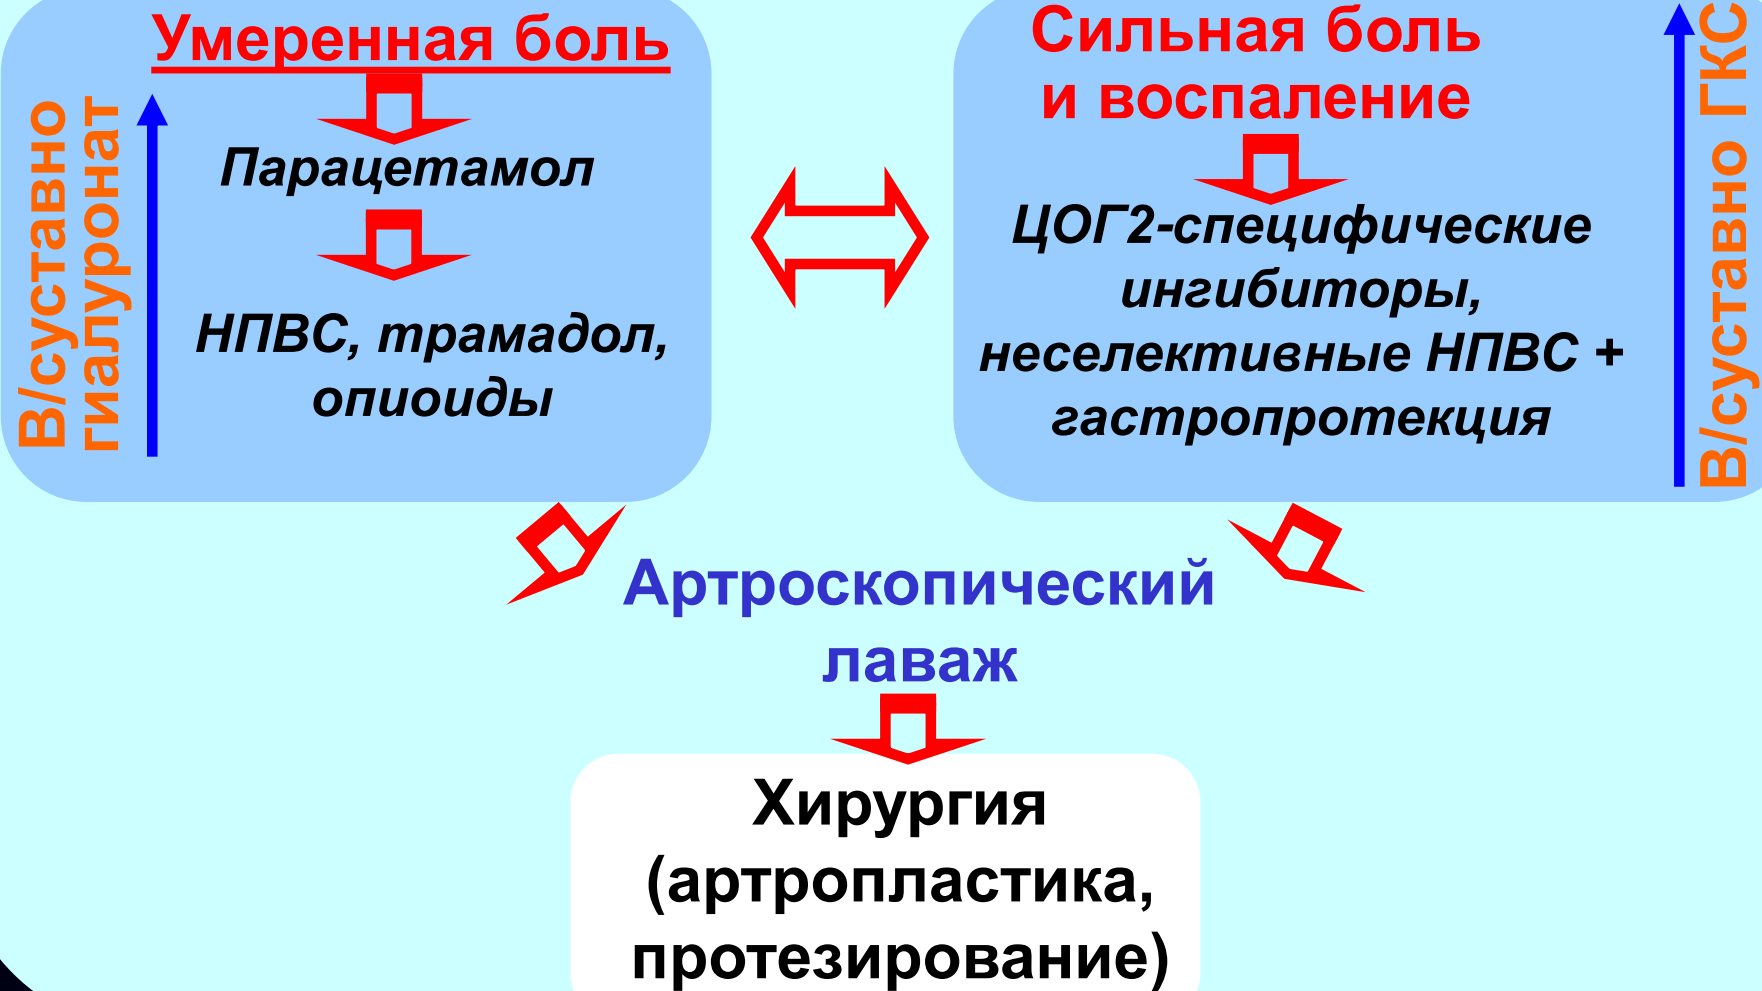 Умеренная боль
Парацетамол
НПВС, трамадол,
опиоиды
В/суставно
гиалуронат
Сильная боль
и воспаление
ЦОГ2-специфические
ингибиторы,
неселективные НПВС +
гастропротекция
В/суставно ГКС
Артроскопический
лаваж
Хирургия
(артропластика,
протезирование)